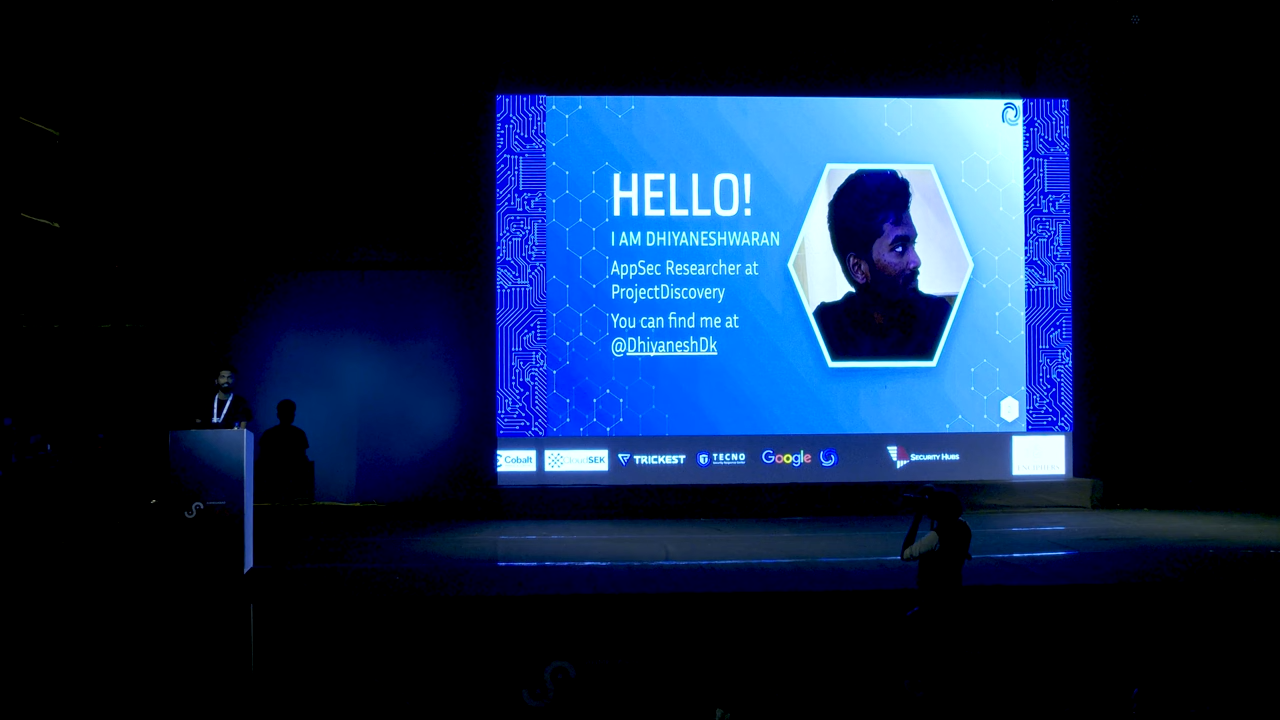 HELLO!
I AM DHIYANESHWARAN
AppSec Researcher at
ProjectDiscovery
You can find me at
@DhiyaneshDk
Cobalt
CloudSEK
TRICKEST
TECNO
Google
SECURITY HUBS